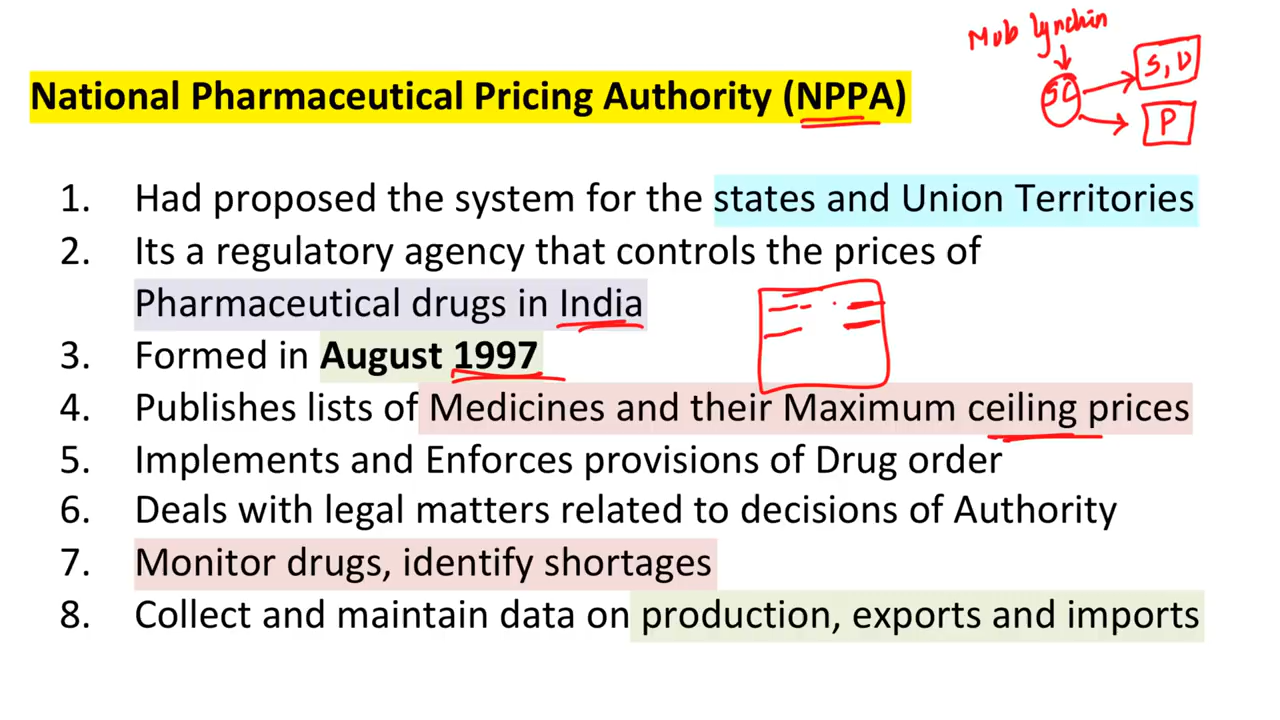 Mob lynchin
S, D
SC
P
National Pharmaceutical Pricing Authority (NPPA)
1. Had proposed the system for the states and Union Territories
2. Its a regulatory agency that controls the prices of
Pharmaceutical drugs in India
3. Formed in August 1997
4. Publishes lists of Medicines and their Maximum ceiling prices
5. Implements and Enforces provisions of Drug order
6. Deals with legal matters related to decisions of Authority
7. Monitor drugs, identify shortages
8. Collect and maintain data on production, exports and imports